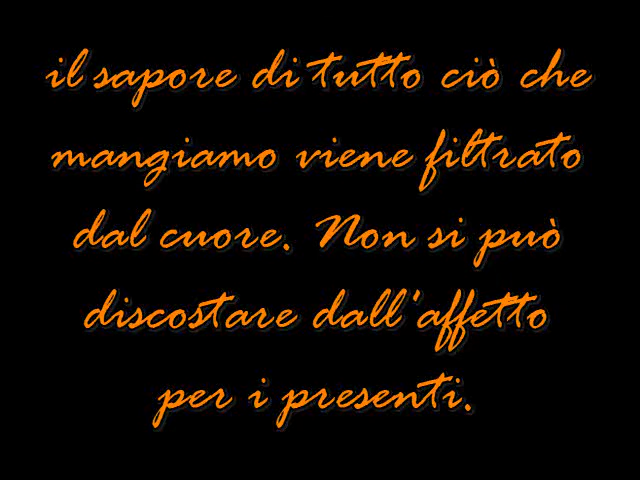 il sapore di tutto ciò che
mangiamo viene filtrato
dal cuore. Non si può
discostare dall'affetto
per i presenti.